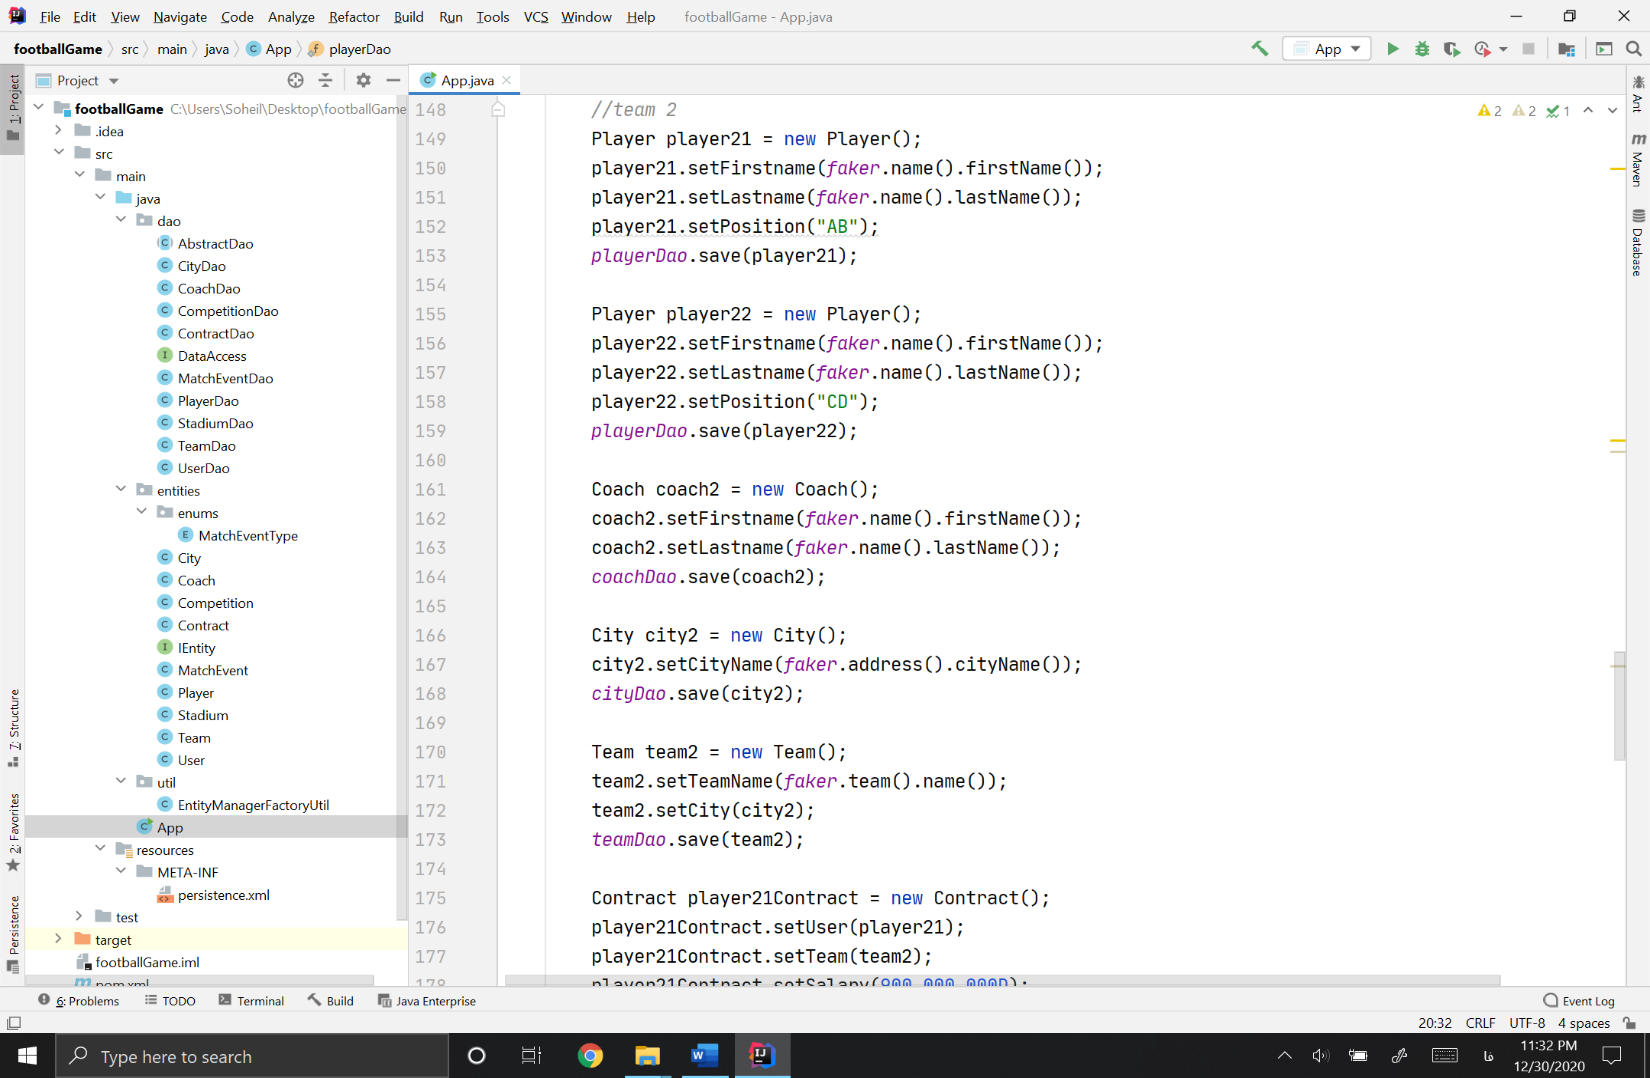 File Edit View Navigate Code Analyze Refactor Build Run Tools VCS Window Help footballGame - App.java
footballGame src main java App playerDao
App
1: Project
7: Structure
2: Favorites
Persistence
Project
footballGame C:\Users\Soheil\Desktop\footballGame
.idea
src
main
java
dao
AbstractDao
CityDao
CoachDao
CompetitionDao
ContractDao
DataAccess
MatchEventDao
PlayerDao
StadiumDao
TeamDao
UserDao
entities
enums
MatchEventType
City
Coach
Competition
Contract
IEntity
MatchEvent
Player
Stadium
Team
User
util
EntityManagerFactoryUtil
App
resources
META-INF
persistence.xml
test
target
footballGame.iml
pom.xml
App.java
2 2 1
148 //team 2
149 Player player21 = new Player();
150 player21.setFirstname(faker.name().firstName());
151 player21.setLastname(faker.name().lastName());
152 player21.setPosition("AB");
153 playerDao.save(player21);
154
155 Player player22 = new Player();
156 player22.setFirstname(faker.name().firstName());
157 player22.setLastname(faker.name().lastName());
158 player22.setPosition("CD");
159 playerDao.save(player22);
160
161 Coach coach2 = new Coach();
162 coach2.setFirstname(faker.name().firstName());
163 coach2.setLastname(faker.name().lastName());
164 coachDao.save(coach2);
165
166 City city2 = new City();
167 city2.setCityName(faker.address().cityName());
168 cityDao.save(city2);
169
170 Team team2 = new Team();
171 team2.setTeamName(faker.team().name());
172 team2.setCity(city2);
173 teamDao.save(team2);
174
175 Contract player21Contract = new Contract();
176 player21Contract.setUser(player21);
177 player21Contract.setTeam(team2);
178 player21Contract.setSalary(900_000_000D);
Ant
Maven
Database
6: Problems TODO Terminal Build Java Enterprise Event Log
20:32 CRLF UTF-8 4 spaces
Type here to search
فا
11:32 PM
12/30/2020